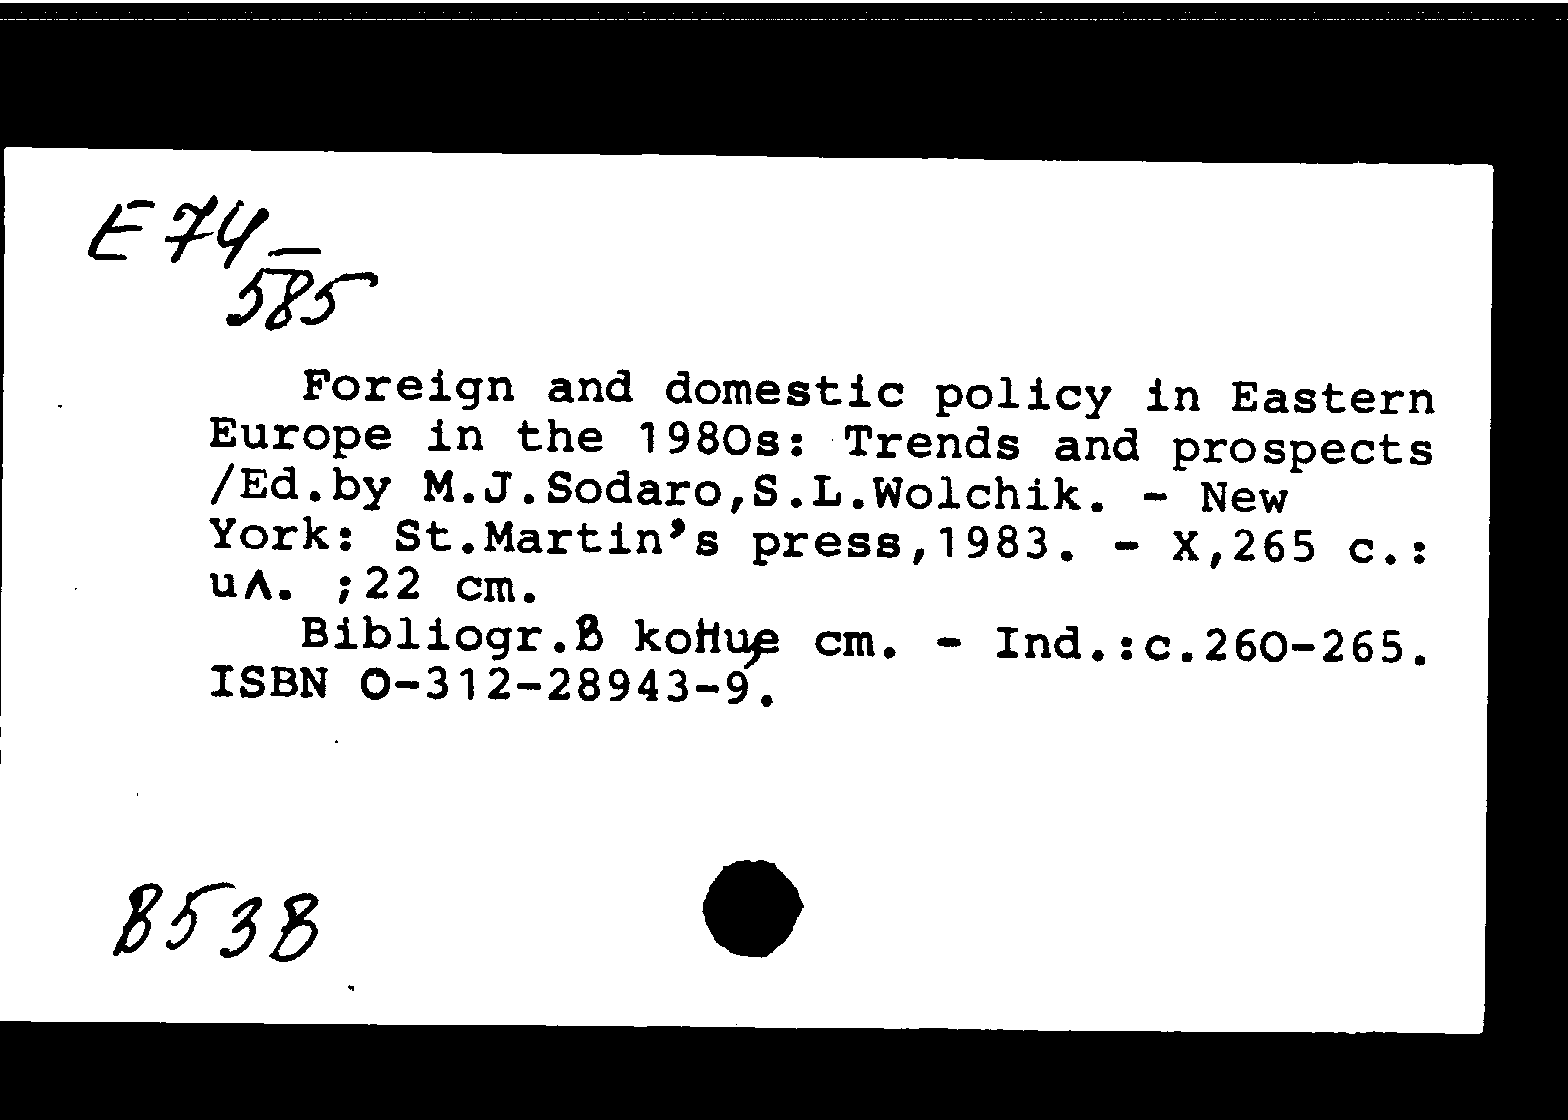 E 74
585
Foreign and domestic policy in Eastern
Europe in the 1980s: Trends and prospects
/Ed.by M.J.Sodaro,S.L.Wolchik. - New
York: St.Martin's press,1983. - X,265 c.:
ил. ;22 cm.
Bibliogr.в конце cm. - Ind.:c.260-265.
ISBN 0-312-28943-9.
В53В